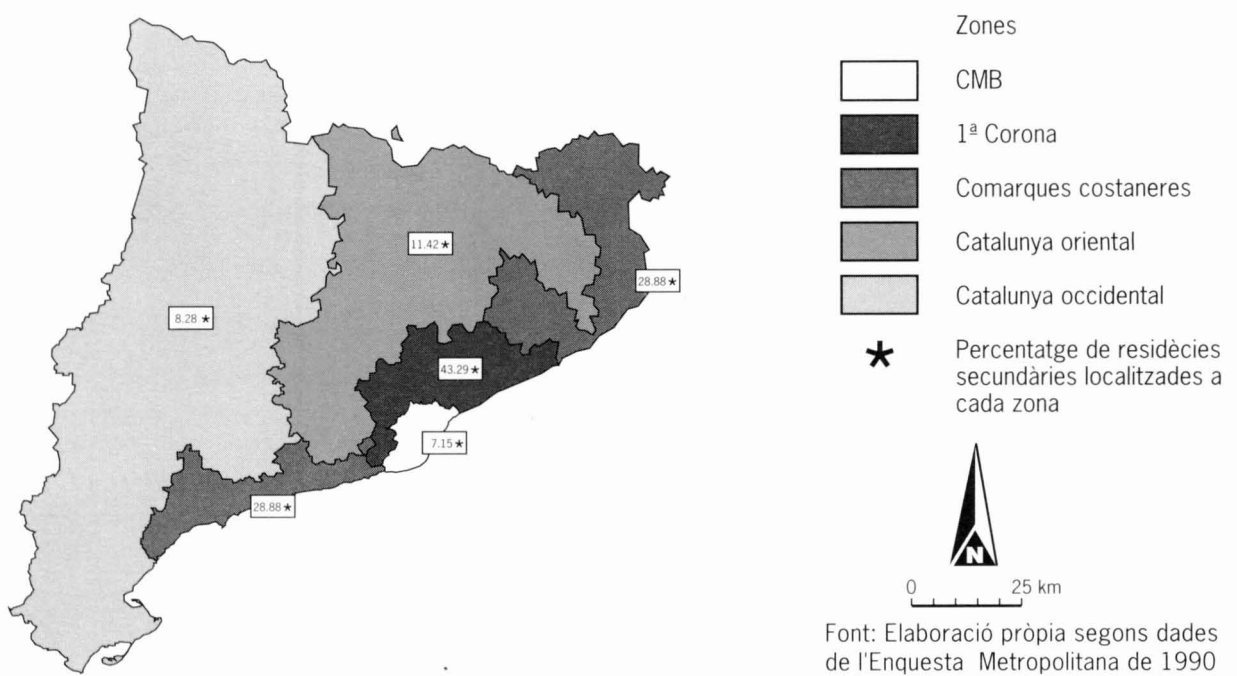 Zones
CMB
1ª Corona
Comarques costaneres
Catalunya oriental
Catalunya occidental
* Percentatge de residècies
secundàries localitzades a
cada zona
11.42 *
28.88 *
8.28 *
43.29 *
7.15 *
28.88 *
N
0 25 km
Font: Elaboració pròpia segons dades
de l'Enquesta Metropolitana de 1990